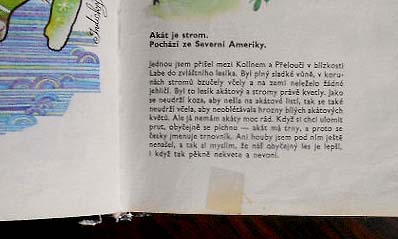 Akát je strom.
Pochází ze Severní Ameriky.
Jednou jsem přišel mezi Kolínem a Přeloučí v blízkosti
Labe do zvláštního lesíka. Byl plný sladké vůně, v koru-
nách stromů bzučely včely a na zemi neleželo žádné
jehličí. Byl to lesík akátový a stromy právě kvetly. Jako
se neudrží koza, aby nešla na akátové listí, tak se také
neudrží včela, aby neoblétávala hrozny bílých akátových
květů. Ale já nemám akáty moc rád. Když si chci ulomit
prut, obyčejně se píchnu — akát má trny, a proto se
česky jmenuje trnovník. Ani houby jsem pod ním ještě
nenašel, a tak si myslím, že náš obyčejný les je lepší,
i když tak pěkně nekvete a nevoní.